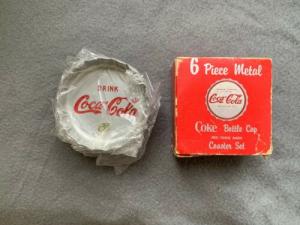 DRINK
Coca-Cola
6 Piece Metal
Coca-Cola
Coke Bottle Cap
Coaster Set